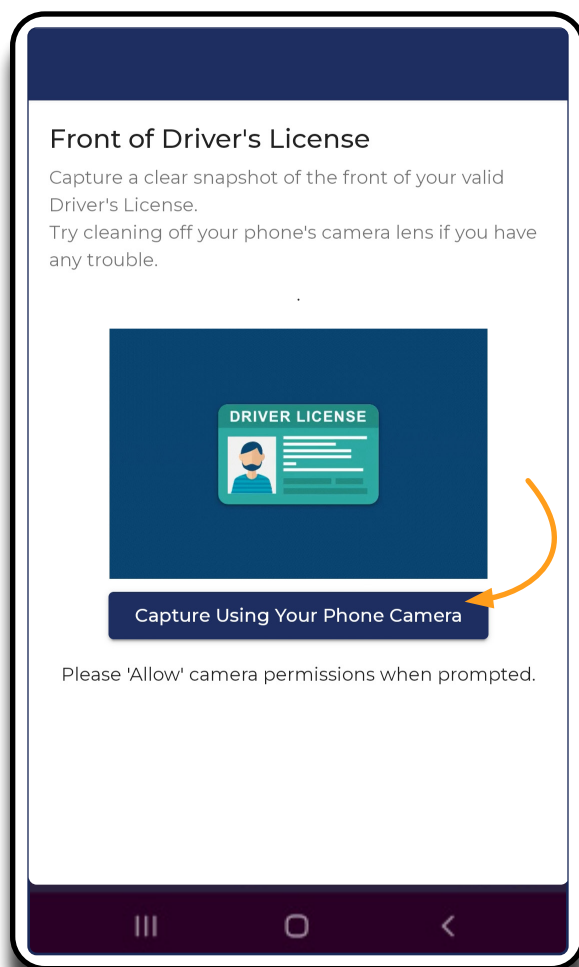 Front of Driver's License
Capture a clear snapshot of the front of your valid
Driver's License.
Try cleaning off your phone's camera lens if you have
any trouble.
.
DRIVER LICENSE
Capture Using Your Phone Camera
Please 'Allow' camera permissions when prompted.